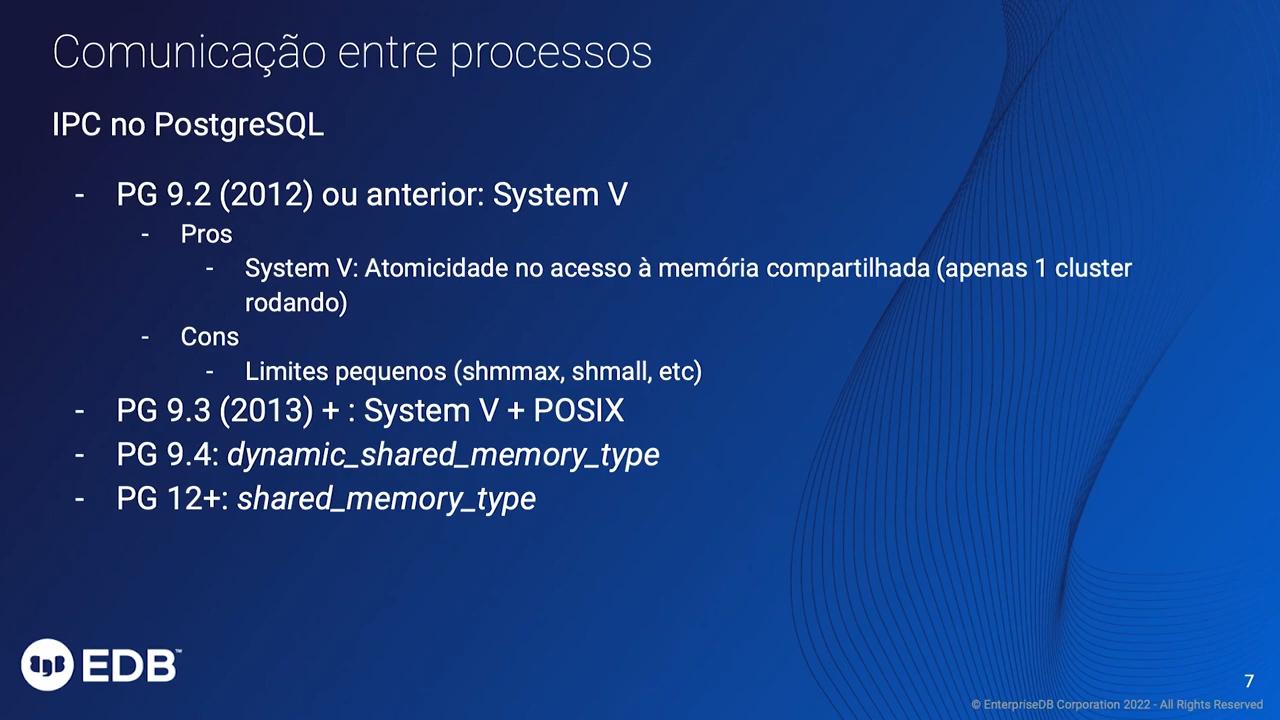 Comunicação entre processos
IPC no PostgreSQL
- PG 9.2 (2012) ou anterior: System V
- Pros
- System V: Atomicidade no acesso à memória compartilhada (apenas 1 cluster
rodando)
- Cons
- Limites pequenos (shmmax, shmall, etc)
- PG 9.3 (2013) + : System V + POSIX
- PG 9.4: dynamic_shared_memory_type
- PG 12+: shared_memory_type
EDB™
7
© EnterpriseDB Corporation 2022 - All Rights Reserved